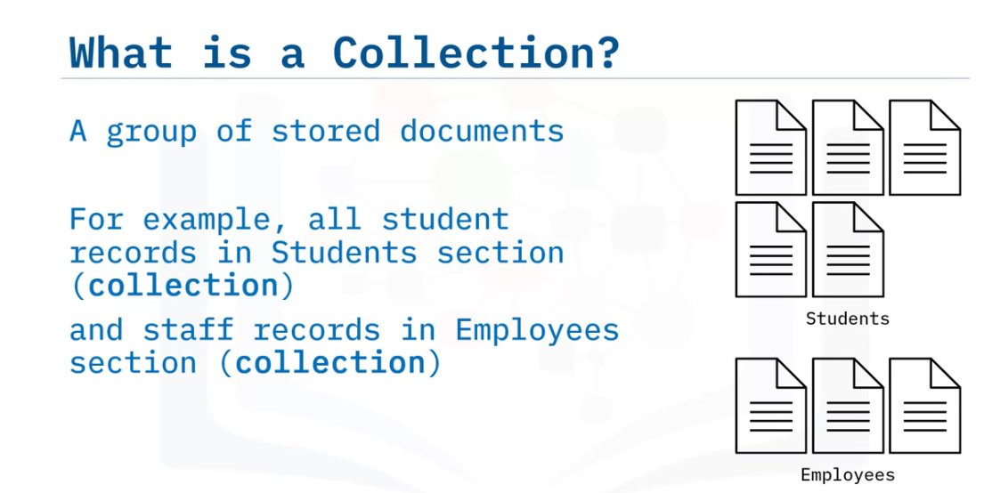 What is a Collection?
A group of stored documents
For example, all student
records in Students section
(collection)
and staff records in Employees
section (collection)
Students
Employees